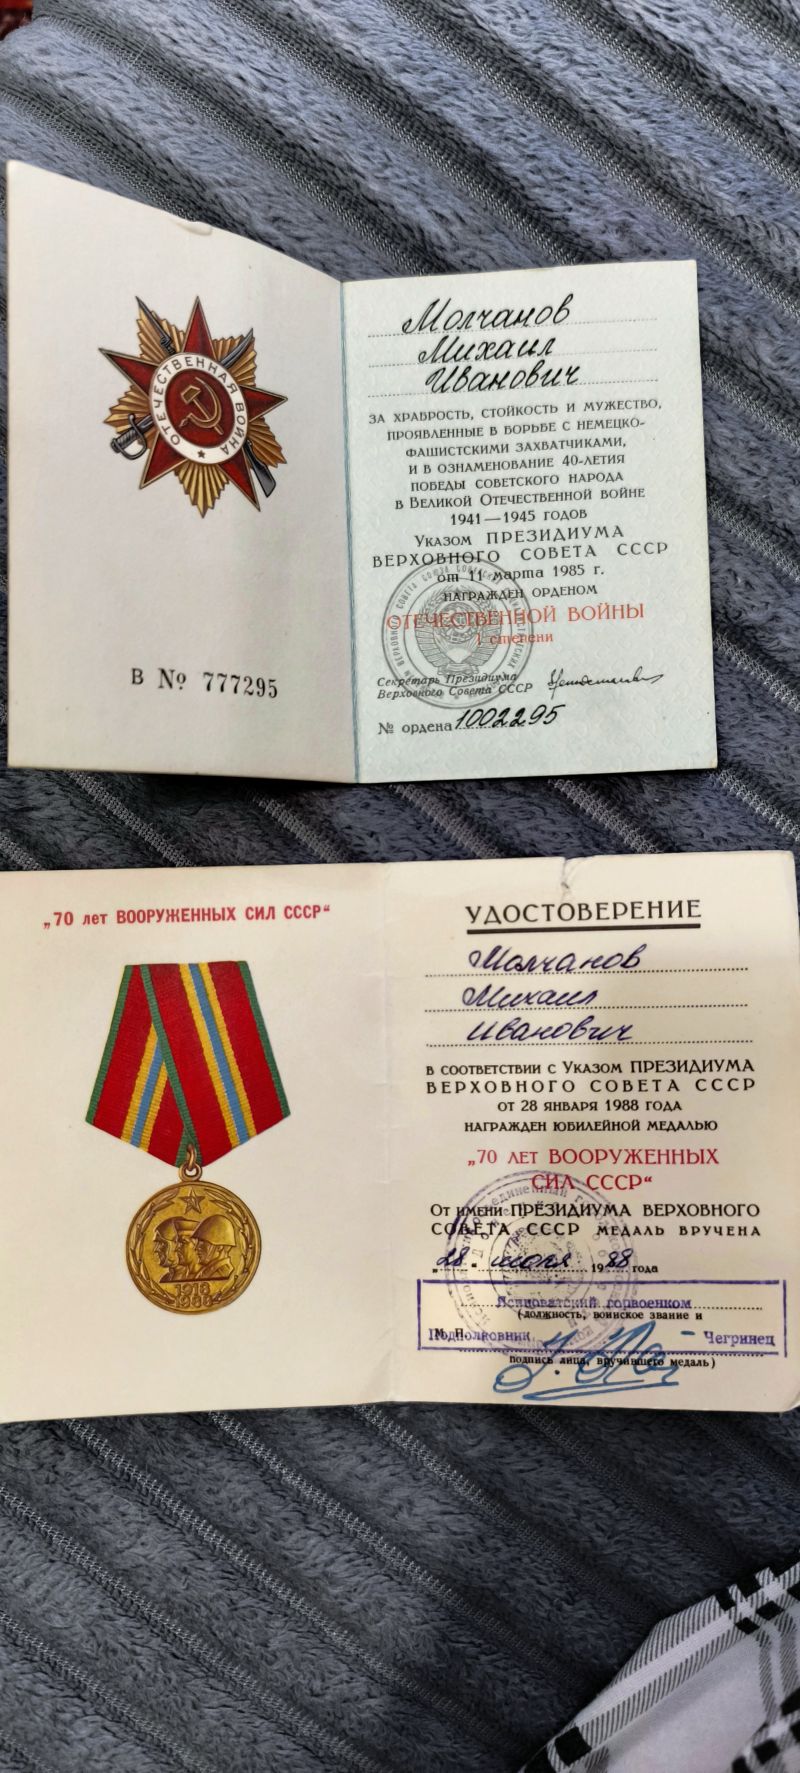 ОТЕЧЕСТВЕННАЯ ВОЙНА
В № 777295
Молчанов
Михаил
Иванович
ЗА ХРАБРОСТЬ, СТОЙКОСТЬ И МУЖЕСТВО,
ПРОЯВЛЕННЫЕ В БОРЬБЕ С НЕМЕЦКО-
ФАШИСТСКИМИ ЗАХВАТЧИКАМИ,
И В ОЗНАМЕНОВАНИЕ 40-ЛЕТИЯ
ПОБЕДЫ СОВЕТСКОГО НАРОДА
В ВЕЛИКОЙ ОТЕЧЕСТВЕННОЙ ВОЙНЕ
1941—1945 ГОДОВ
УКАЗОМ ПРЕЗИДИУМА
ВЕРХОВНОГО СОВЕТА СССР
от 11 марта 1985 г.
НАГРАЖДЕН ОРДЕНОМ
ОТЕЧЕСТВЕННОЙ ВОЙНЫ
I степени
Секретарь Президиума
Верховного Совета СССР
№ ордена 1002295
„70 лет ВООРУЖЕННЫХ СИЛ СССР“
1918
1988
УДОСТОВЕРЕНИЕ
Молчанов
Михаил
Иванович
В СООТВЕТСТВИИ С УКАЗОМ ПРЕЗИДИУМА
ВЕРХОВНОГО СОВЕТА СССР
ОТ 28 ЯНВАРЯ 1988 ГОДА
НАГРАЖДЕН ЮБИЛЕЙНОЙ МЕДАЛЬЮ
„70 ЛЕТ ВООРУЖЕННЫХ
СИЛ СССР“
ОТ ИМЕНИ ПРЕЗИДИУМА ВЕРХОВНОГО
СОВЕТА СССР МЕДАЛЬ ВРУЧЕНА
„28“ июля 1988 года
Ясиноватский горвоенком
(должность, воинское звание и
М. П. Подполковник Чегринец
подпись лица, вручившего медаль)